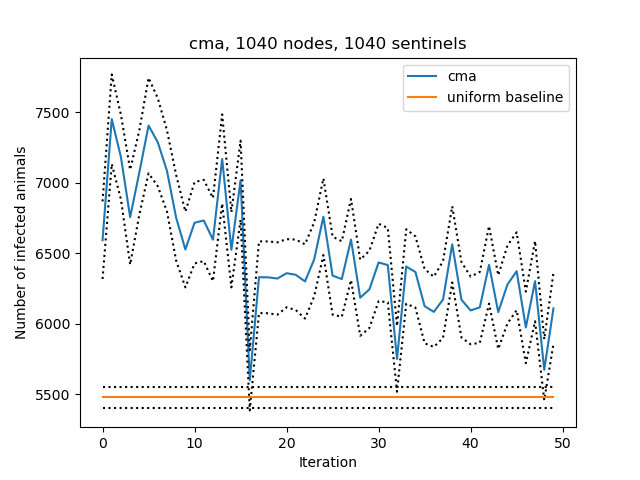 cma, 1040 nodes, 1040 sentinels
cma
uniform baseline
Number of infected animals
7500
7000
6500
6000
5500
0 10 20 30 40 50
Iteration